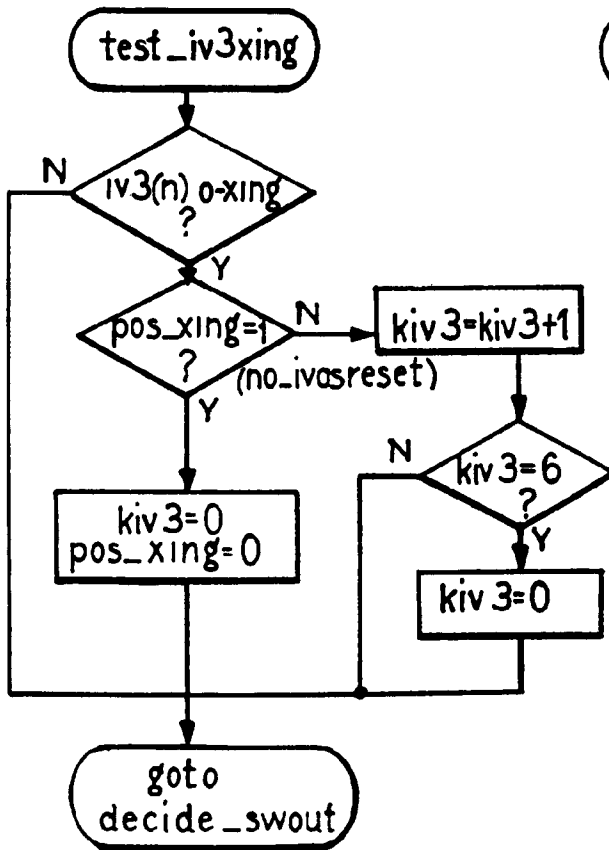 test_iv3xing
N
iv3(n) 0-xing
?
Y
pos_xing=1
?
N
(no_ivasreset)
Y
kiv3=kiv3+1
N
kiv3=6
?
Y
kiv3=0
pos_xing=0
kiv3=0
goto
decide_swout